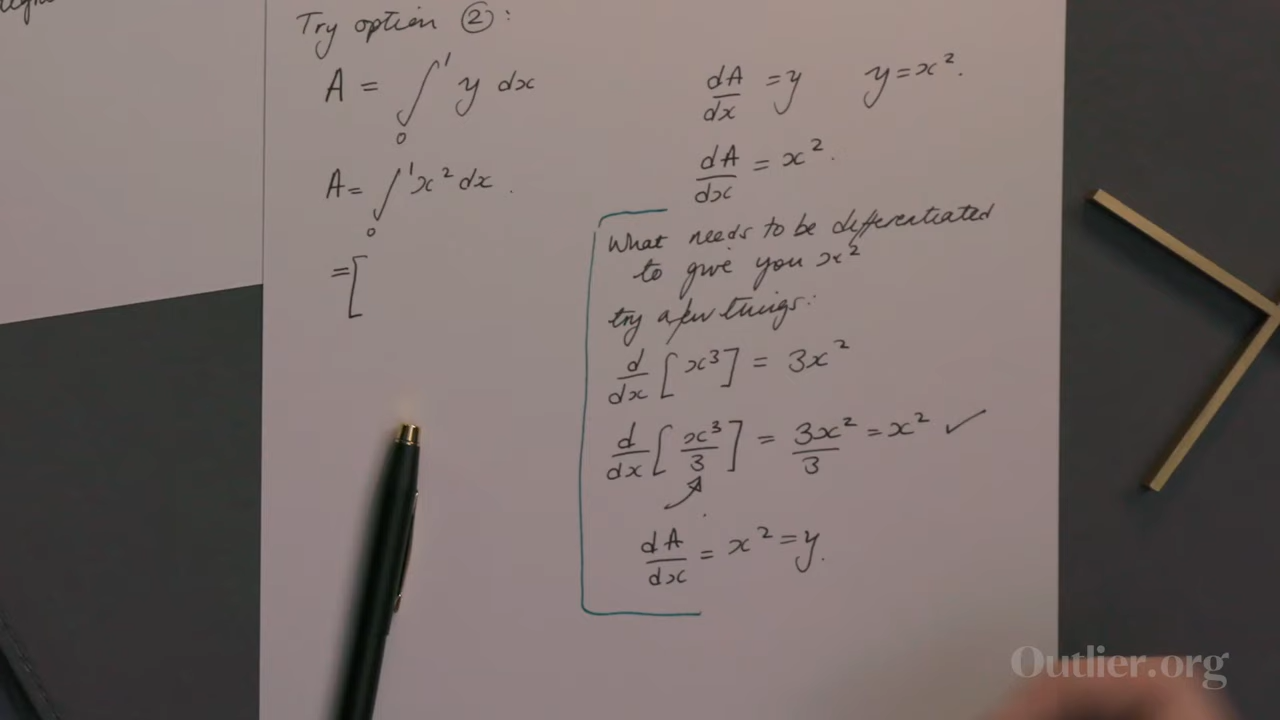 Try option ②:
A = ∫₀¹ y dx
A = ∫₀¹ x² dx.
= [
dA/dx = y y = x².
dA/dx = x².
What needs to be differentiated
to give you x²
try a few things:
d/dx [x³] = 3x²
d/dx [x³/3] = 3x²/3 = x² ✓
dA/dx = x² = y.
Outlier.org